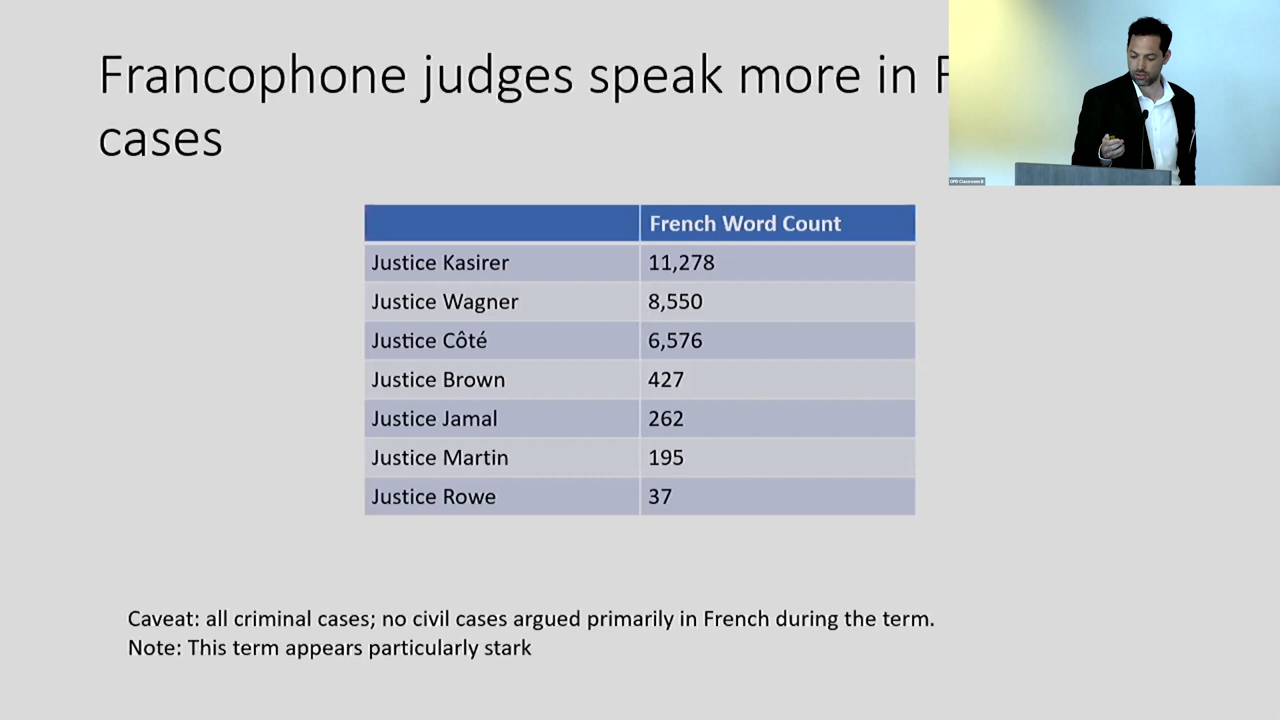 Francophone judges speak more in F
cases
French Word Count
Justice Kasirer 11,278
Justice Wagner 8,550
Justice Côté 6,576
Justice Brown 427
Justice Jamal 262
Justice Martin 195
Justice Rowe 37
Caveat: all criminal cases; no civil cases argued primarily in French during the term.
Note: This term appears particularly stark